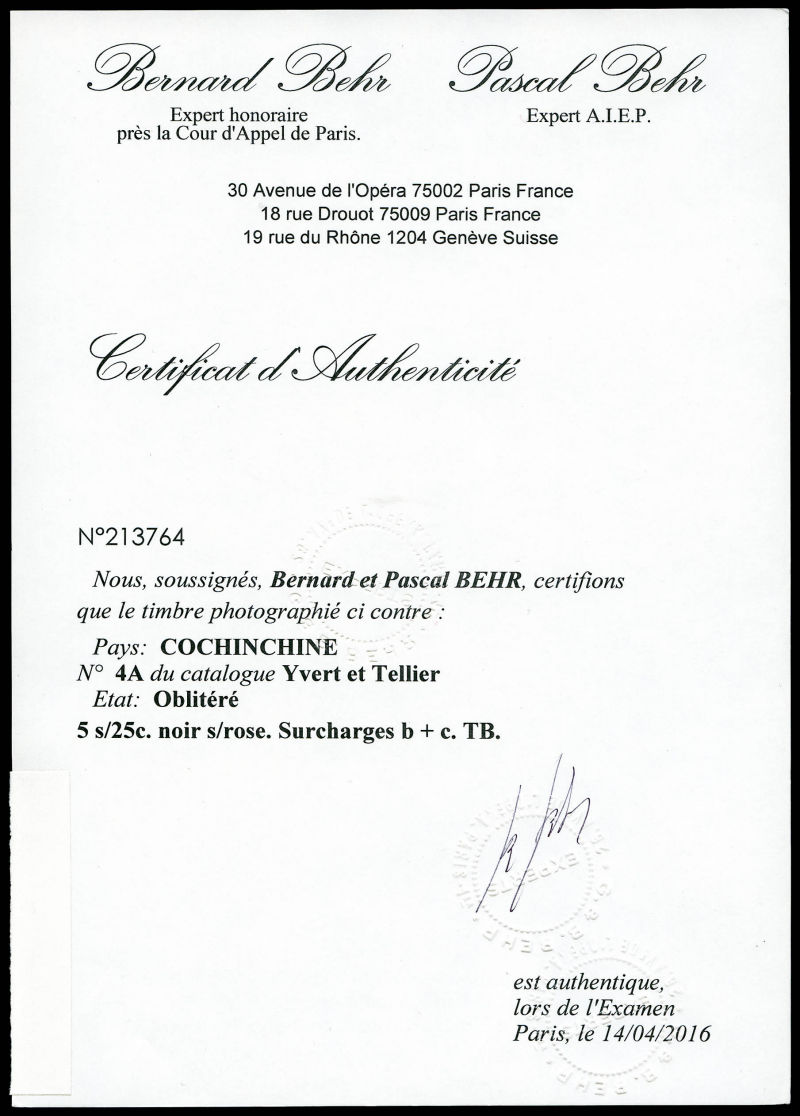 Bernard Behr
Expert honoraire
près la Cour d'Appel de Paris.
Pascal Behr
Expert A.I.E.P.
30 Avenue de l'Opéra 75002 Paris France
18 rue Drouot 75009 Paris France
19 rue du Rhône 1204 Genève Suisse
Certificat d'Authenticité
N°213764
Nous, soussignés, Bernard et Pascal BEHR, certifions
que le timbre photographié ci contre :
Pays: COCHINCHINE
N° 4A du catalogue Yvert et Tellier
Etat: Oblitéré
5 s/25c. noir s/rose. Surcharges b + c. TB.
est authentique,
lors de l'Examen
Paris, le 14/04/2016